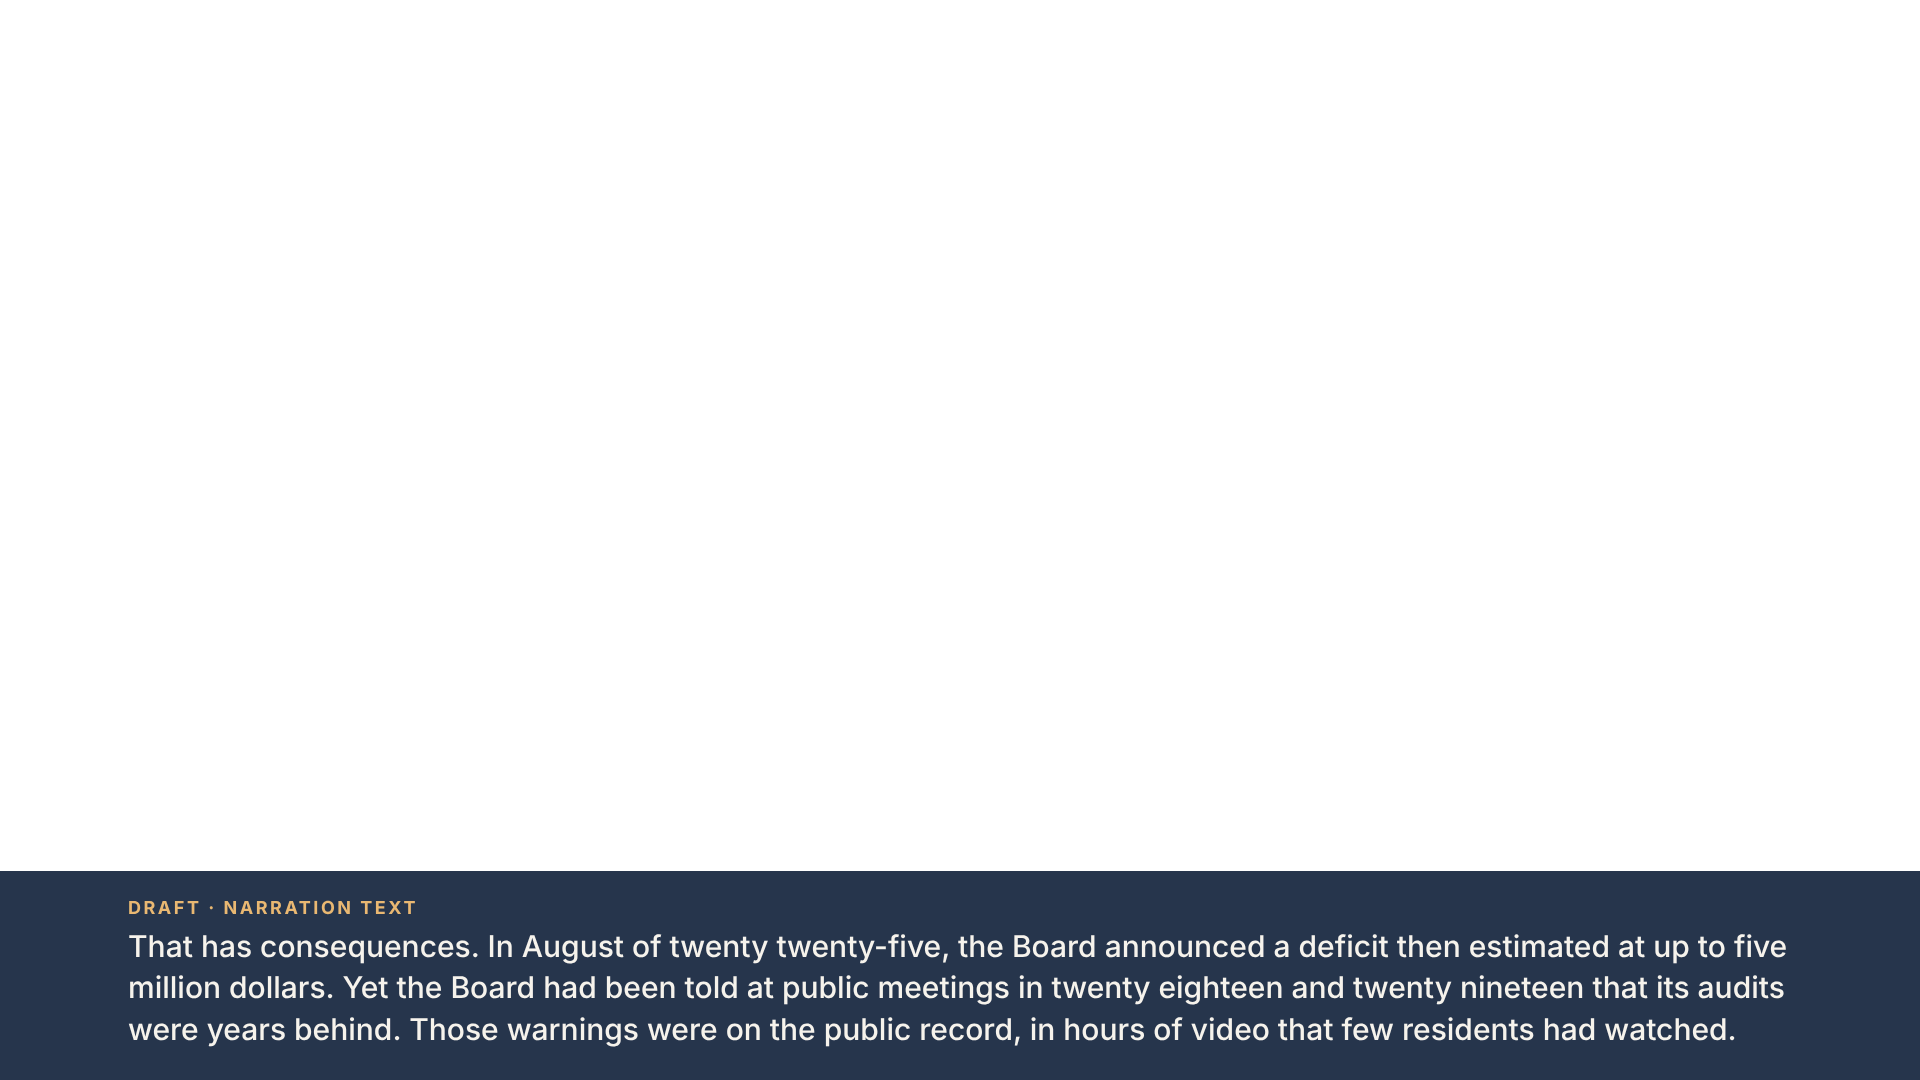 DRAFT · NARRATION TEXT
That has consequences. In August of twenty twenty-five, the Board announced a deficit then estimated at up to five
million dollars. Yet the Board had been told at public meetings in twenty eighteen and twenty nineteen that its audits
were years behind. Those warnings were on the public record, in hours of video that few residents had watched.